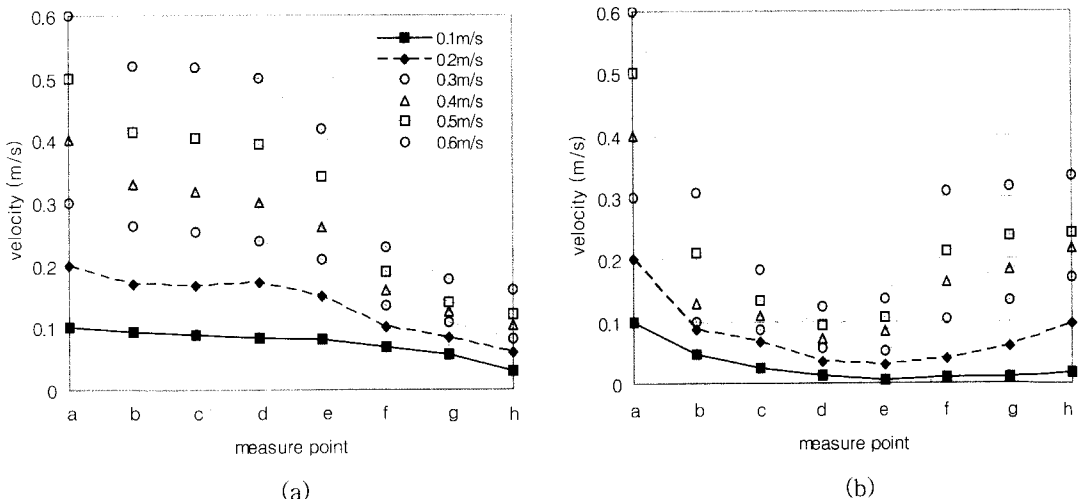 0.6
0.5
0.4
0.3
0.2
0.1
0
velocity (m/s)
0.1m/s
0.2m/s
0.3m/s
0.4m/s
0.5m/s
0.6m/s
a b c d e f g h
measure point
(a)
0.6
0.5
0.4
0.3
0.2
0.1
0
velocity (m/s)
a b c d e f g h
measure point
(b)